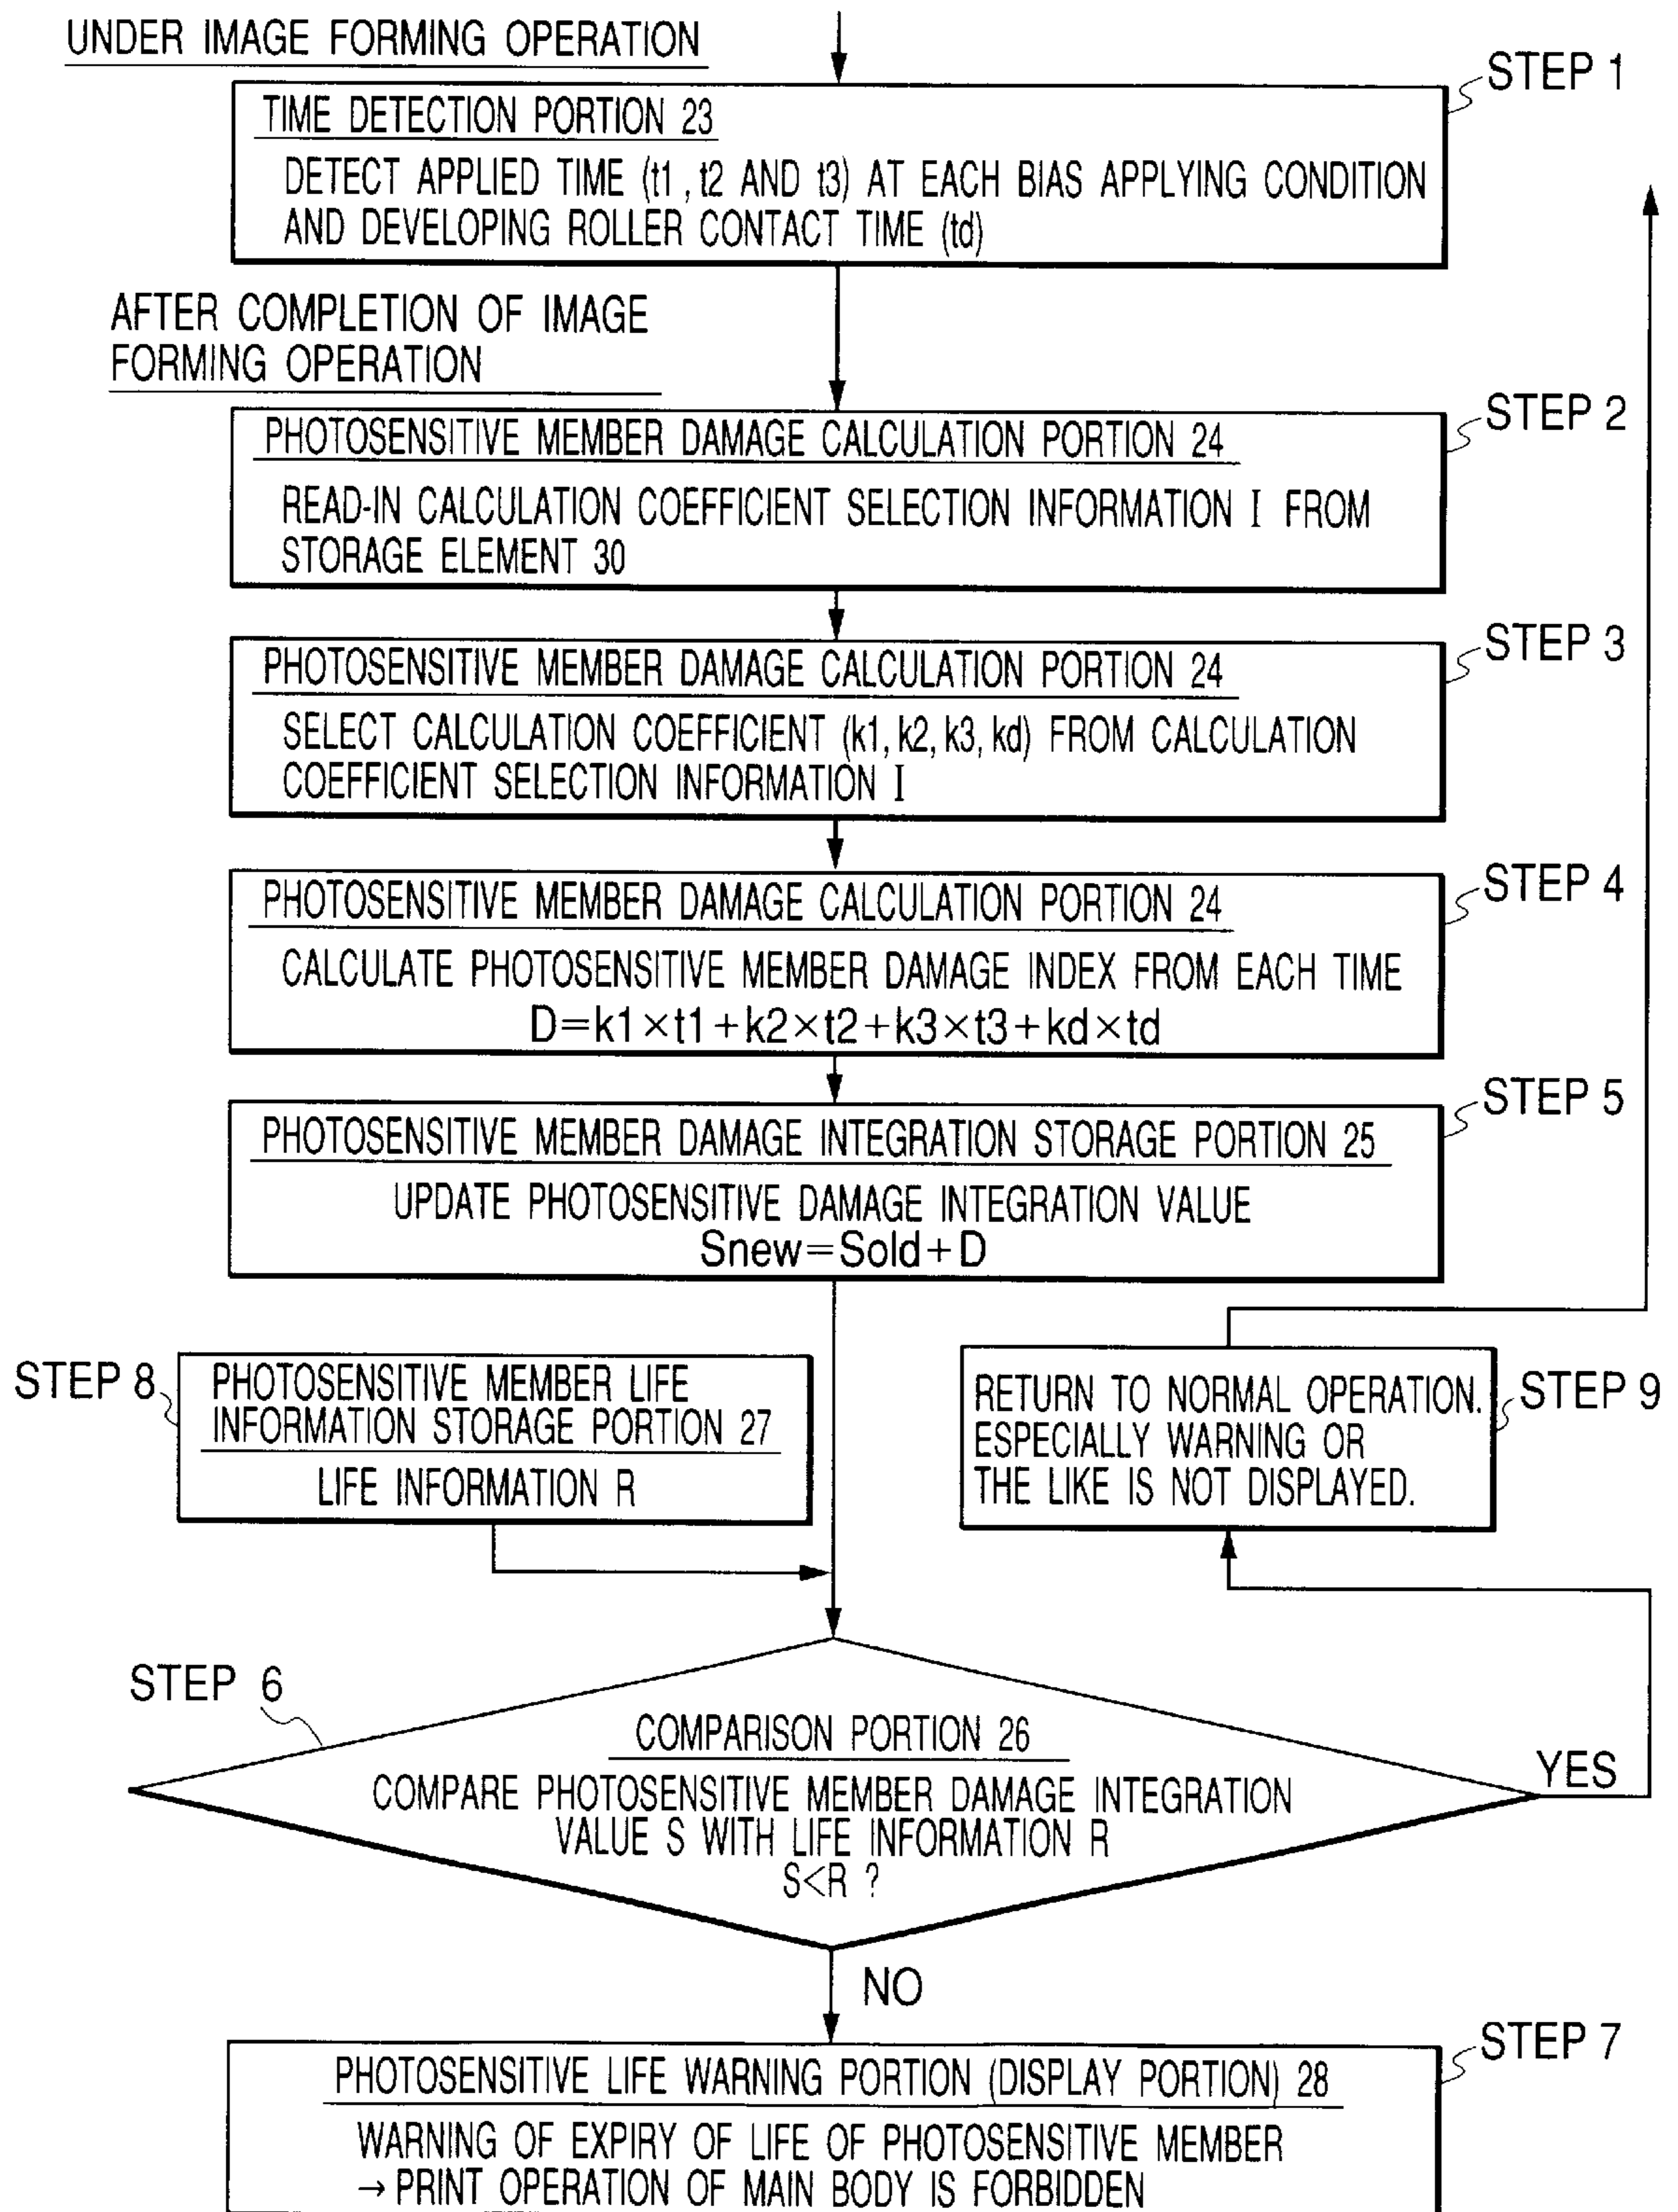 UNDER IMAGE FORMING OPERATION
STEP 1
TIME DETECTION PORTION 23
DETECT APPLIED TIME (t1, t2 AND t3) AT EACH BIAS APPLYING CONDITION
AND DEVELOPING ROLLER CONTACT TIME (td)
AFTER COMPLETION OF IMAGE
FORMING OPERATION
STEP 2
PHOTOSENSITIVE MEMBER DAMAGE CALCULATION PORTION 24
READ-IN CALCULATION COEFFICIENT SELECTION INFORMATION I FROM
STORAGE ELEMENT 30
STEP 3
PHOTOSENSITIVE MEMBER DAMAGE CALCULATION PORTION 24
SELECT CALCULATION COEFFICIENT (k1, k2, k3, kd) FROM CALCULATION
COEFFICIENT SELECTION INFORMATION I
STEP 4
PHOTOSENSITIVE MEMBER DAMAGE CALCULATION PORTION 24
CALCULATE PHOTOSENSITIVE MEMBER DAMAGE INDEX FROM EACH TIME
D=k1×t1+k2×t2+k3×t3+kd×td
STEP 5
PHOTOSENSITIVE MEMBER DAMAGE INTEGRATION STORAGE PORTION 25
UPDATE PHOTOSENSITIVE DAMAGE INTEGRATION VALUE
Snew=Sold+D
STEP 8
PHOTOSENSITIVE MEMBER LIFE
INFORMATION STORAGE PORTION 27
LIFE INFORMATION R
STEP 9
RETURN TO NORMAL OPERATION.
ESPECIALLY WARNING OR
THE LIKE IS NOT DISPLAYED.
STEP 6
COMPARISON PORTION 26
COMPARE PHOTOSENSITIVE MEMBER DAMAGE INTEGRATION
VALUE S WITH LIFE INFORMATION R
S<R ?
YES
NO
STEP 7
PHOTOSENSITIVE LIFE WARNING PORTION (DISPLAY PORTION) 28
WARNING OF EXPIRY OF LIFE OF PHOTOSENSITIVE MEMBER
→ PRINT OPERATION OF MAIN BODY IS FORBIDDEN